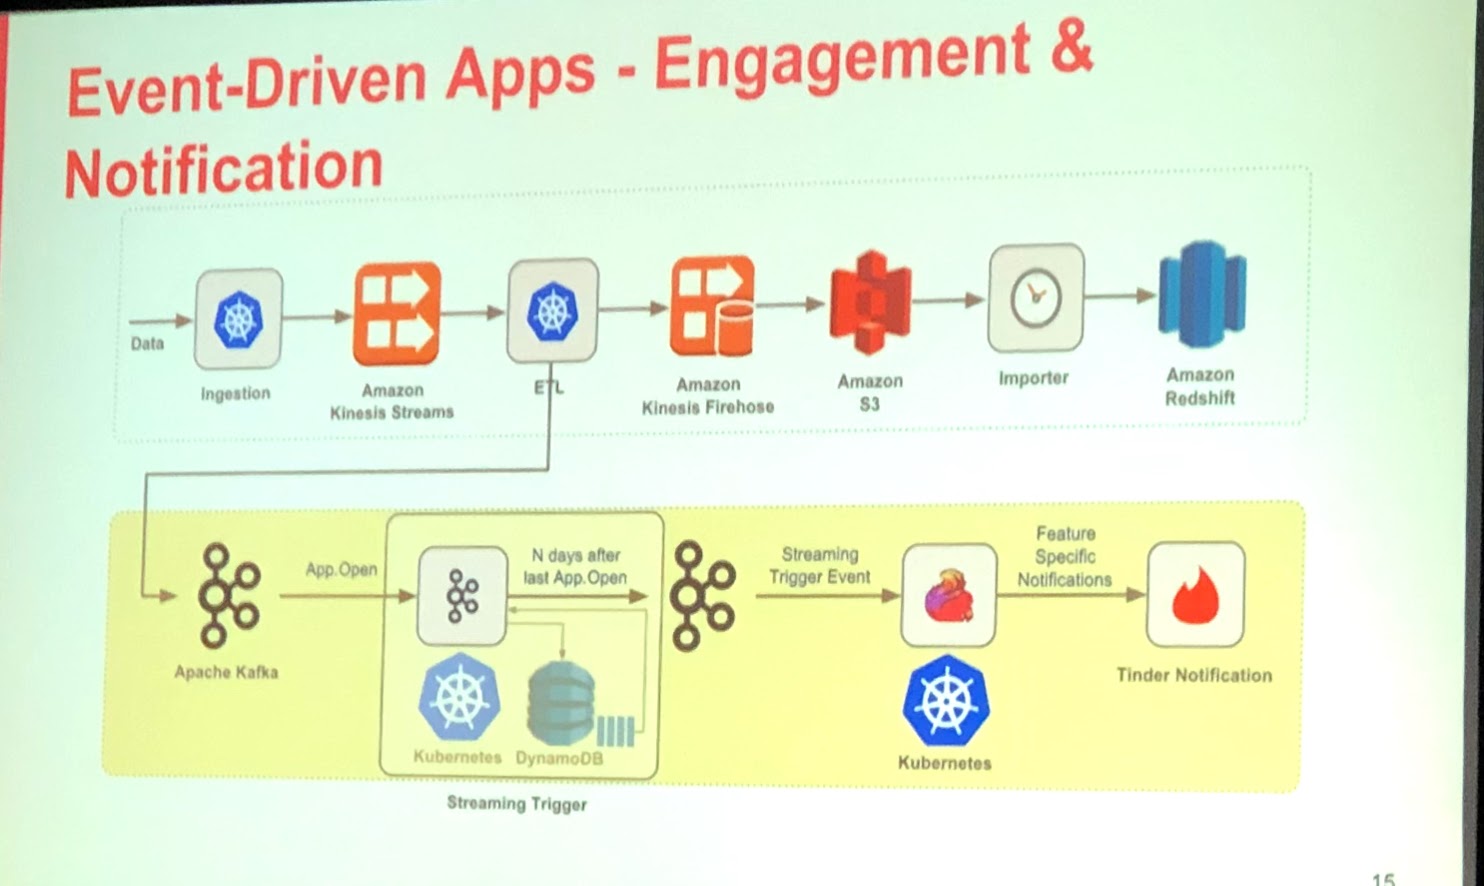 Event-Driven Apps - Engagement &
Notification
Data
Ingestion
Amazon
Kinesis Streams
ETL
Amazon
Kinesis Firehose
Amazon
S3
Importer
Amazon
Redshift
Apache Kafka
App.Open
N days after
last App.Open
Kubernetes
DynamoDB
Streaming Trigger
Streaming
Trigger Event
Kubernetes
Feature
Specific
Notifications
Tinder Notification
15